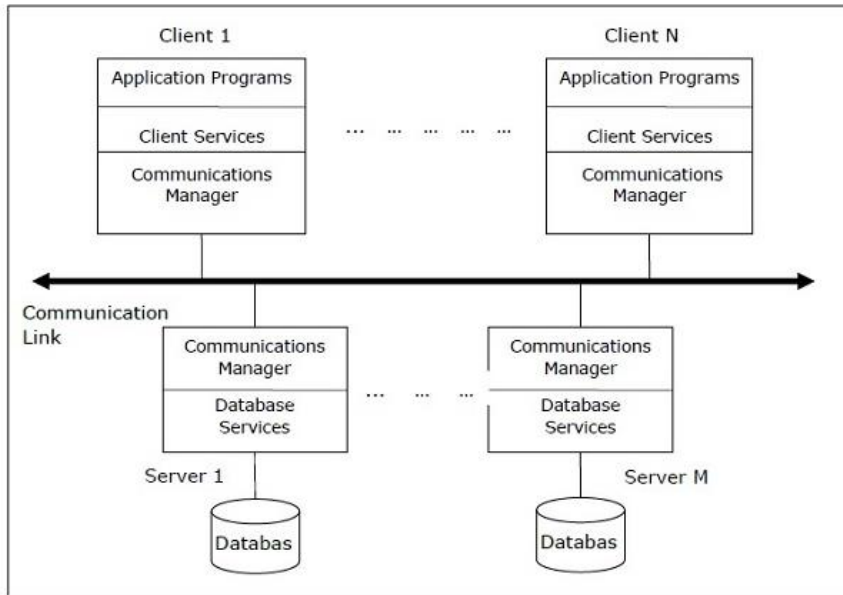 Client 1
Client N
Application Programs
Client Services
Communications
Manager
... ... ... ... ...
Application Programs
Client Services
Communications
Manager
Communication
Link
Communications
Manager
Database
Services
... ... ...
Communications
Manager
Database
Services
Server 1
Server M
Databas
Databas